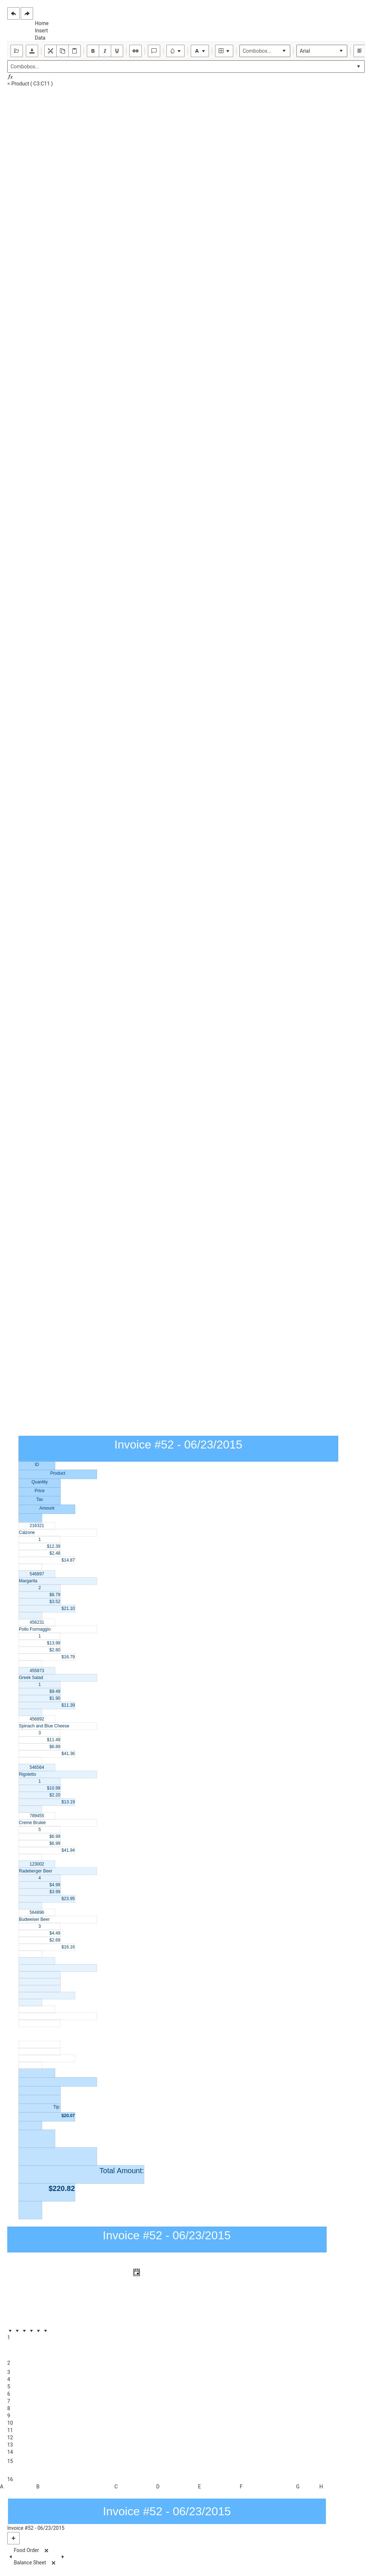 Home
Insert
Data
B I U A Combobox... Arial
Combobox...
fx
= Product ( C3:C11 )
Invoice #52 - 06/23/2015
ID
Product
Quantity
Price
Tax
Amount
216321
Calzone
1
$12.39
$2.48
$14.87
546897
Margarita
2
$8.79
$3.52
$21.10
456231
Pollo Formaggio
1
$13.99
$2.80
$16.79
455873
Greek Salad
1
$9.49
$1.90
$11.39
456892
Spinach and Blue Cheese
3
$11.49
$6.89
$41.36
546564
Rigoletto
1
$10.99
$2.20
$13.19
789455
Creme Brulee
5
$6.99
$6.99
$41.94
123002
Radeberger Beer
4
$4.99
$3.99
$23.95
564896
Budweiser Beer
3
$4.49
$2.69
$16.16
Tip:
$20.07
Total Amount:
$220.82
Invoice #52 - 06/23/2015
1
2
3
4
5
6
7
8
9
10
11
12
13
14
15
16
A B C D E F G H
Invoice #52 - 06/23/2015
Invoice #52 - 06/23/2015
Food Order
Balance Sheet